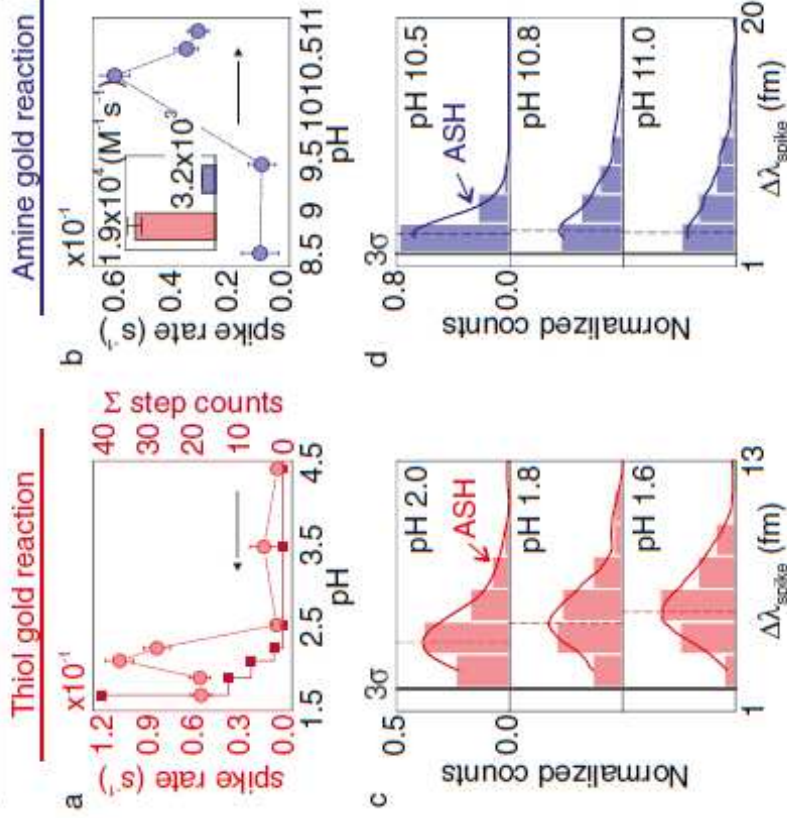 Thiol gold reaction
a
x10⁻¹
spike rate (s⁻¹)
1.2
0.9
0.6
0.3
0.0
Σ step counts
40
30
20
10
0
1.5
2.5
3.5
4.5
pH
Amine gold reaction
b
x10⁻¹
spike rate (s⁻¹)
0.6
0.4
0.2
0.0
1.9x10⁴ (M⁻¹s⁻¹)
3.2x10³
8.5
9
9.5
10
10.5
11
pH
c
3σ
Normalized counts
0.5
0.0
pH 2.0
ASH
pH 1.8
pH 1.6
1
13
Δλspike (fm)
d
3σ
Normalized counts
0.8
0.0
pH 10.5
ASH
pH 10.8
pH 11.0
1
20
Δλspike (fm)